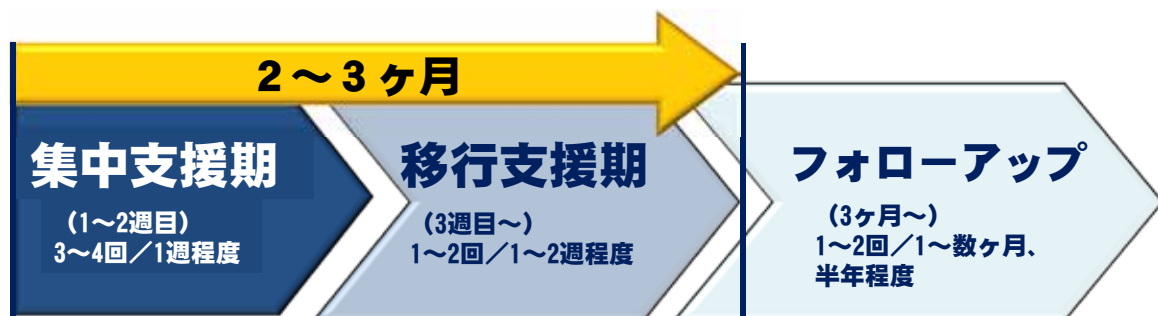 2～3ヶ月
集中支援期
（1～2週目）
3～4回／1週程度
移行支援期
（3週目～）
1～2回／1～2週程度
フォローアップ
（3ヶ月～）
1～2回／1～数ヶ月、
半年程度